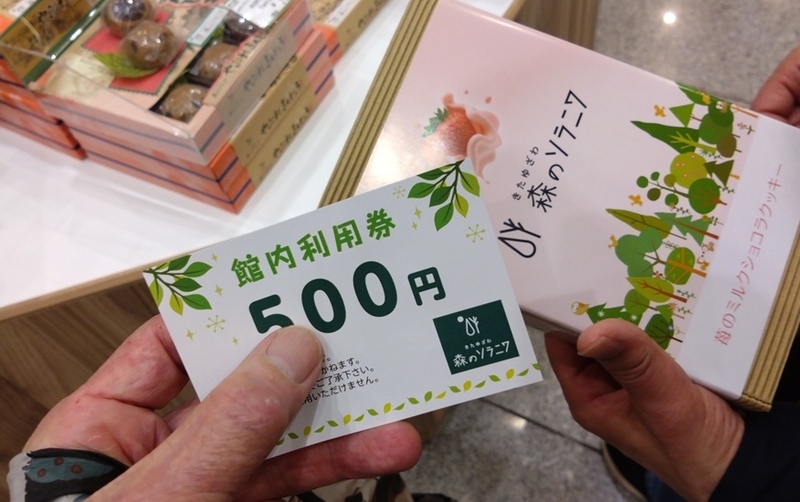 館内利用券
500円
きたゆざわ
森のソラニワ
かねます。
ご了承下さい。
用いただけません。
きたゆざわ
森のソラニワ
苺のミルクショコラクッキー